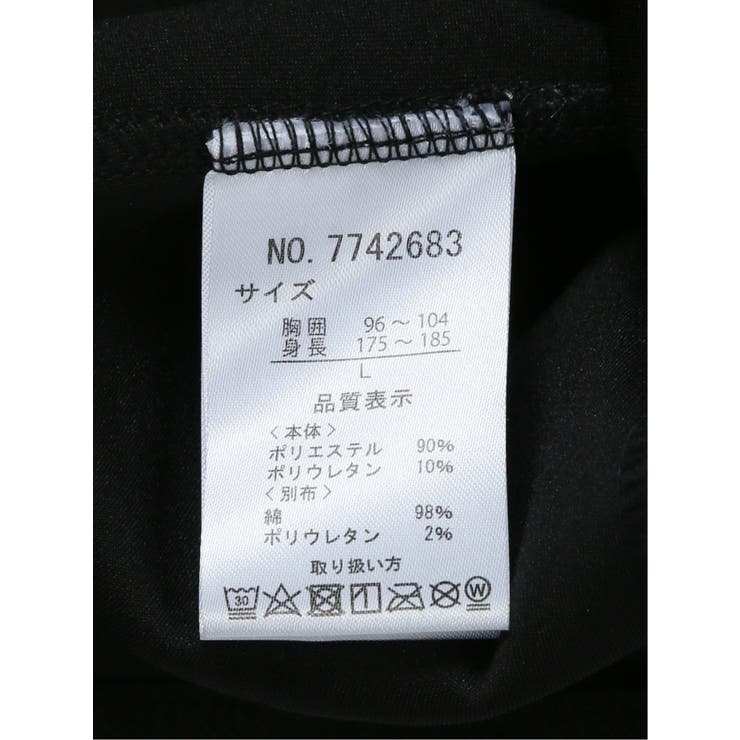 NO. 7742683
サイズ
胸囲 96～104
身長 175～185
L
品質表示
〈本体〉
ポリエステル 90%
ポリウレタン 10%
〈別布〉
綿 98%
ポリウレタン 2%
取り扱い方
30 W